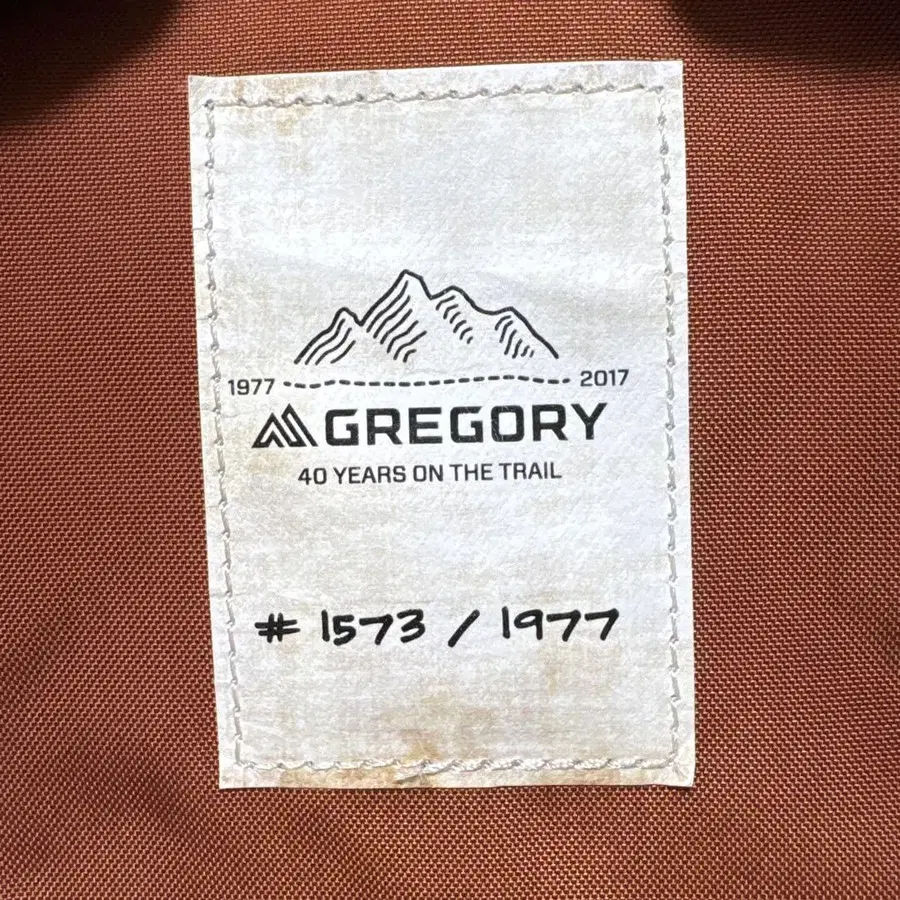 1977 2017
GREGORY
40 YEARS ON THE TRAIL
# 1573 / 1977